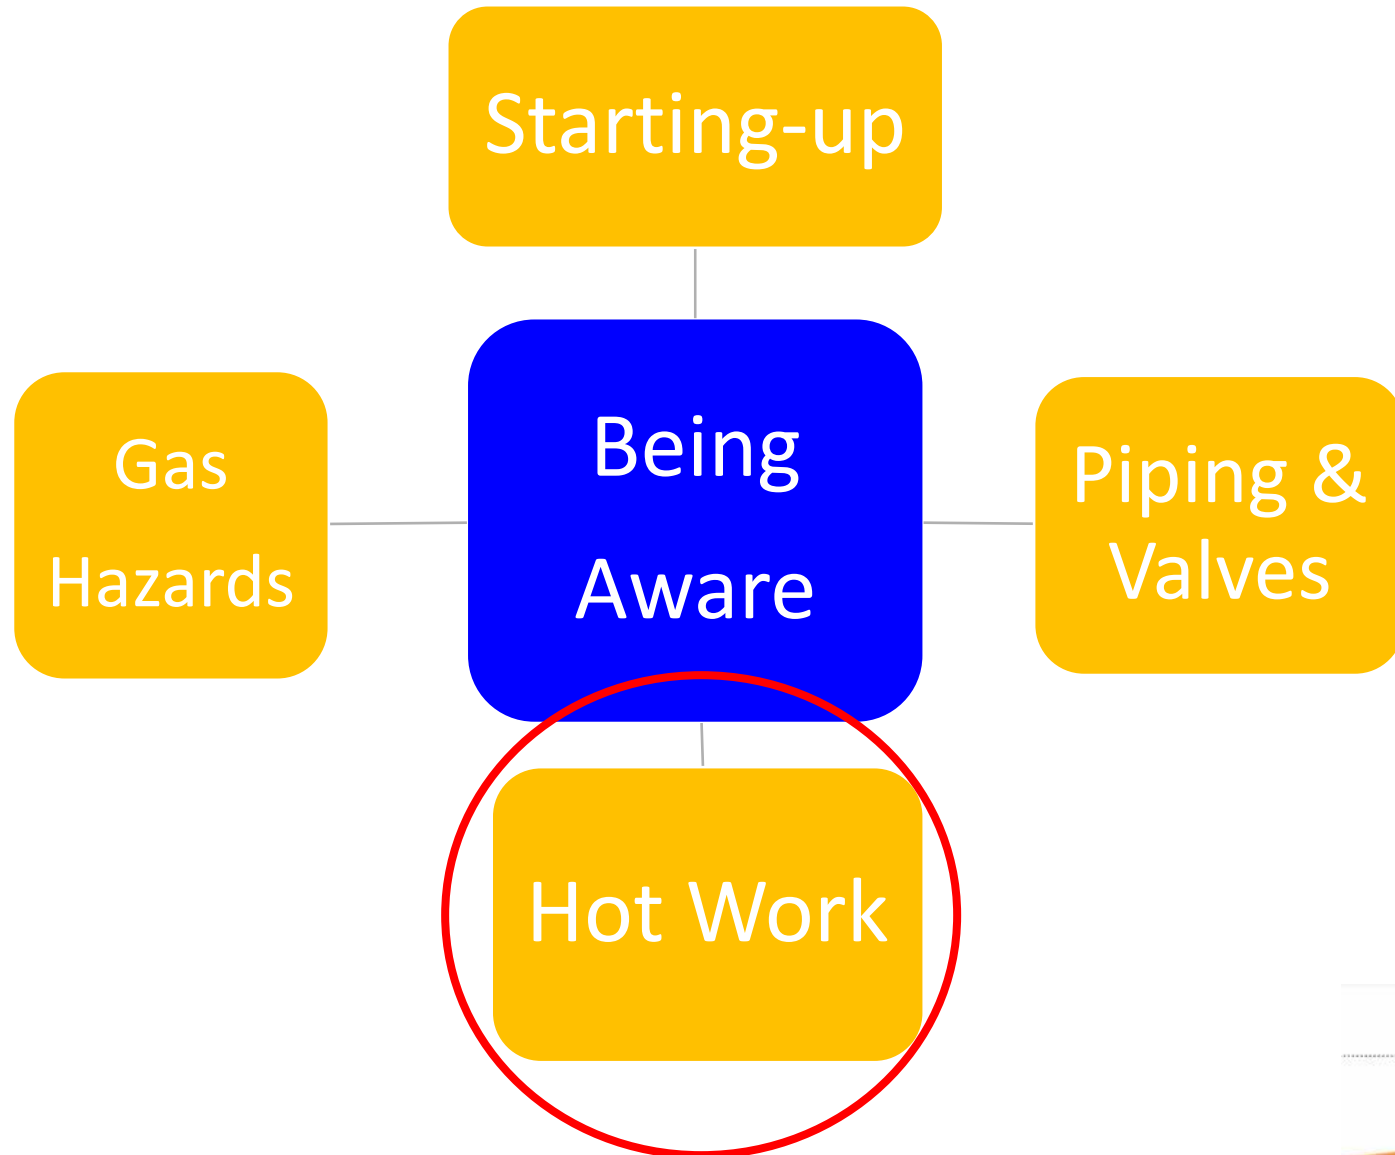 Starting-up
Gas
Hazards
Being
Aware
Piping &
Valves
Hot Work